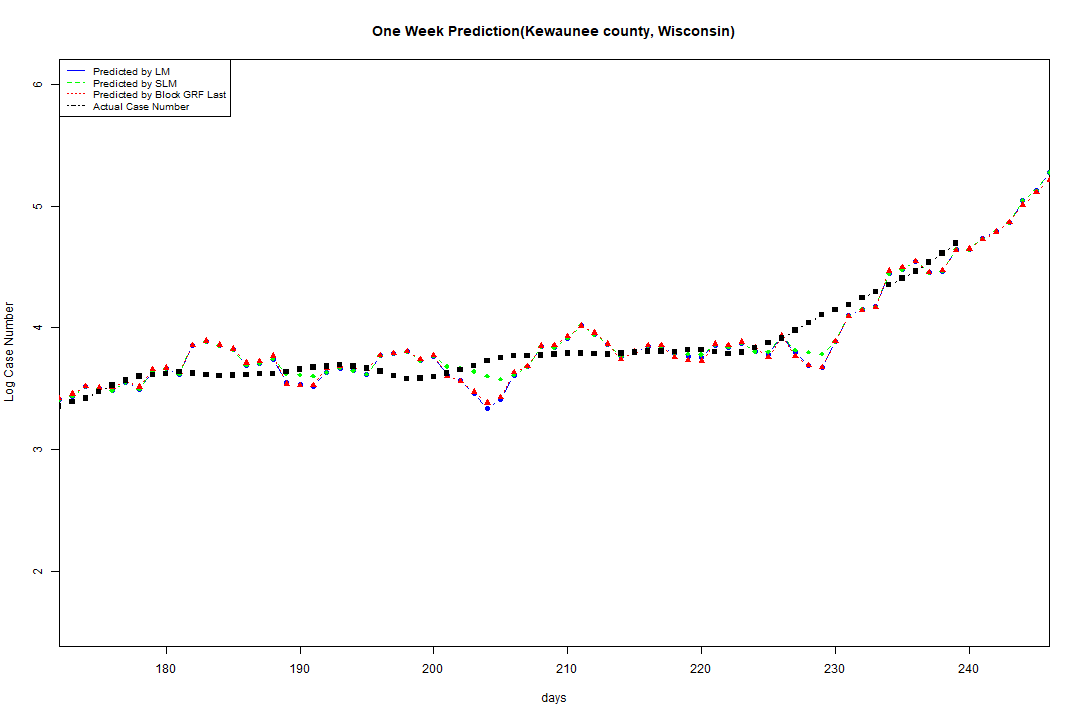 One Week Prediction(Kewaunee county, Wisconsin)
Predicted by LM
Predicted by SLM
Predicted by Block GRF Last
Actual Case Number
6
5
4
3
2
Log Case Number
180 190 200 210 220 230 240
days